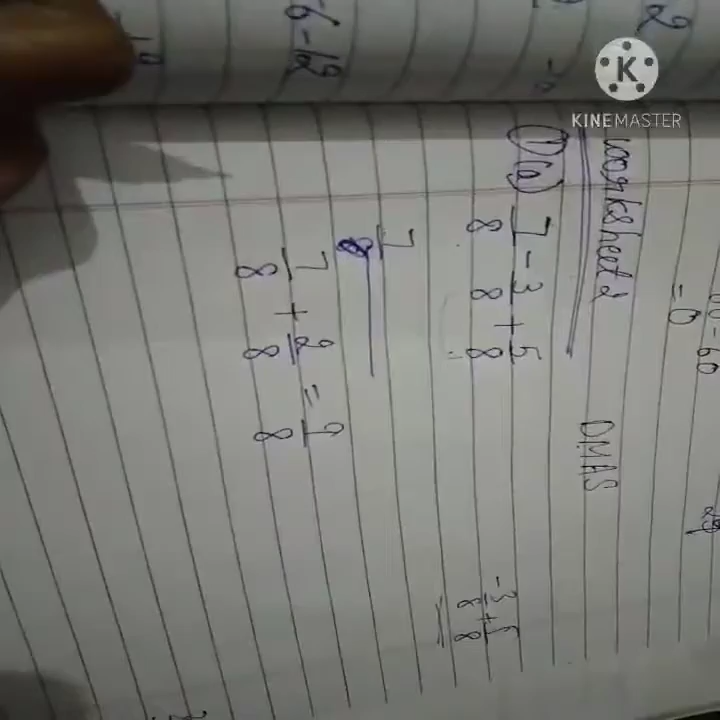 6-12
KINEMASTER
Worksheet 2
DMAS
= 0
1) (a) 7/8 - 3/8 + 5/8
-3/8 + 5/8
7/8
7/8 + 2/8 = 9/8